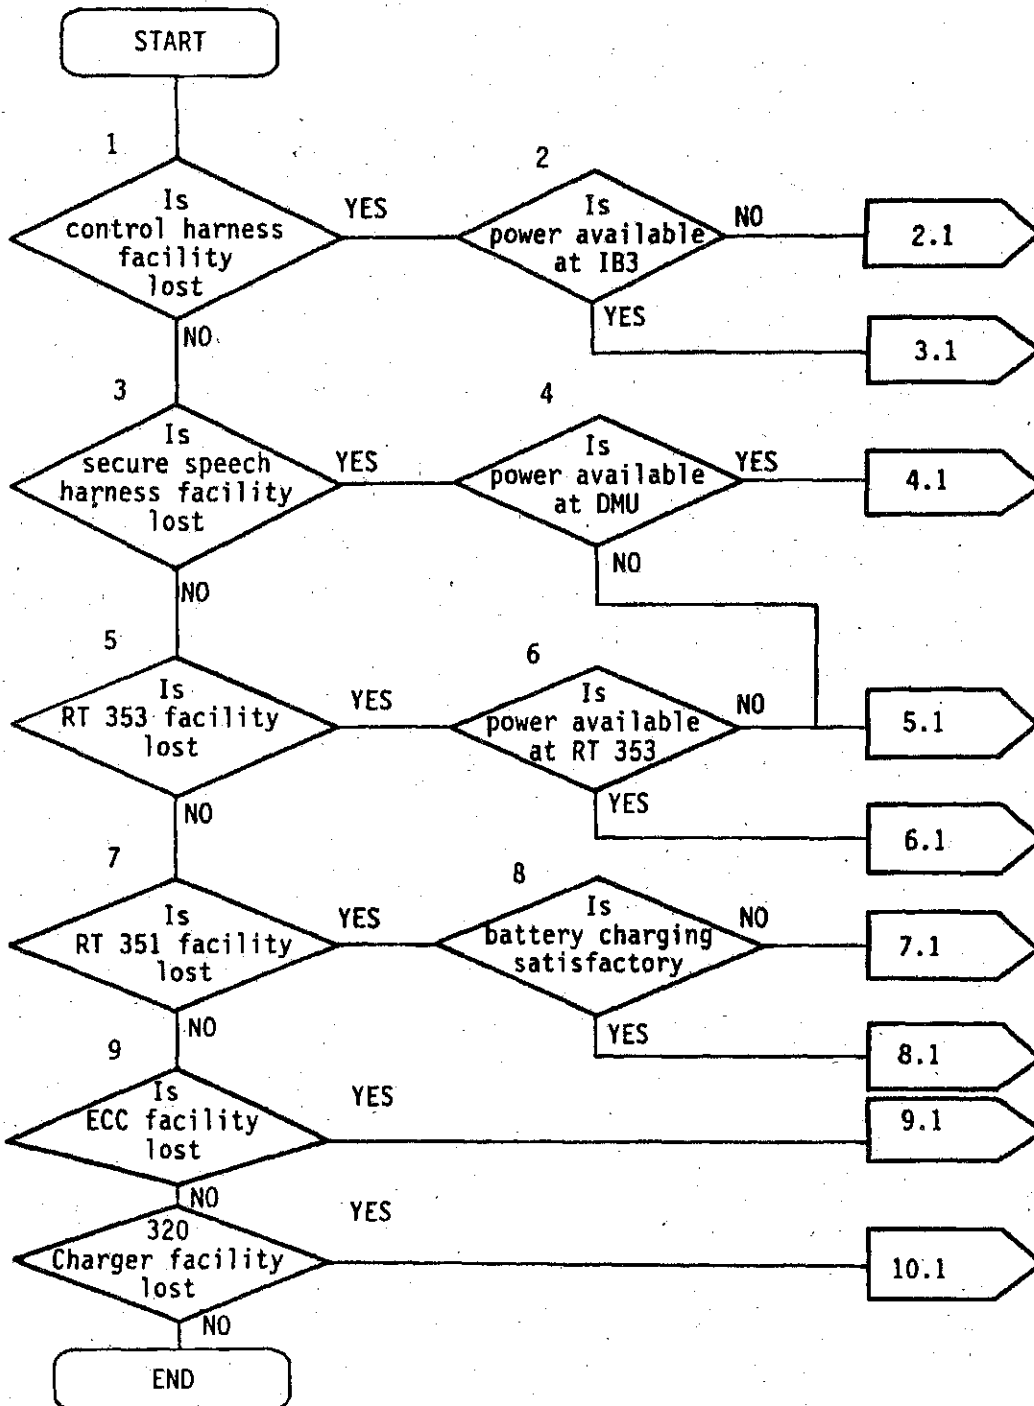 START
1
Is
control harness
facility
lost
YES
NO
2
Is
power available
at IB3
NO
YES
2.1
3.1
3
Is
secure speech
harness facility
lost
YES
NO
4
Is
power available
at DMU
YES
NO
4.1
5
Is
RT 353 facility
lost
YES
NO
6
Is
power available
at RT 353
NO
YES
5.1
6.1
7
Is
RT 351 facility
lost
YES
NO
8
Is
battery charging
satisfactory
NO
YES
7.1
8.1
9
Is
ECC facility
lost
YES
NO
9.1
320
Charger facility
lost
YES
NO
10.1
END